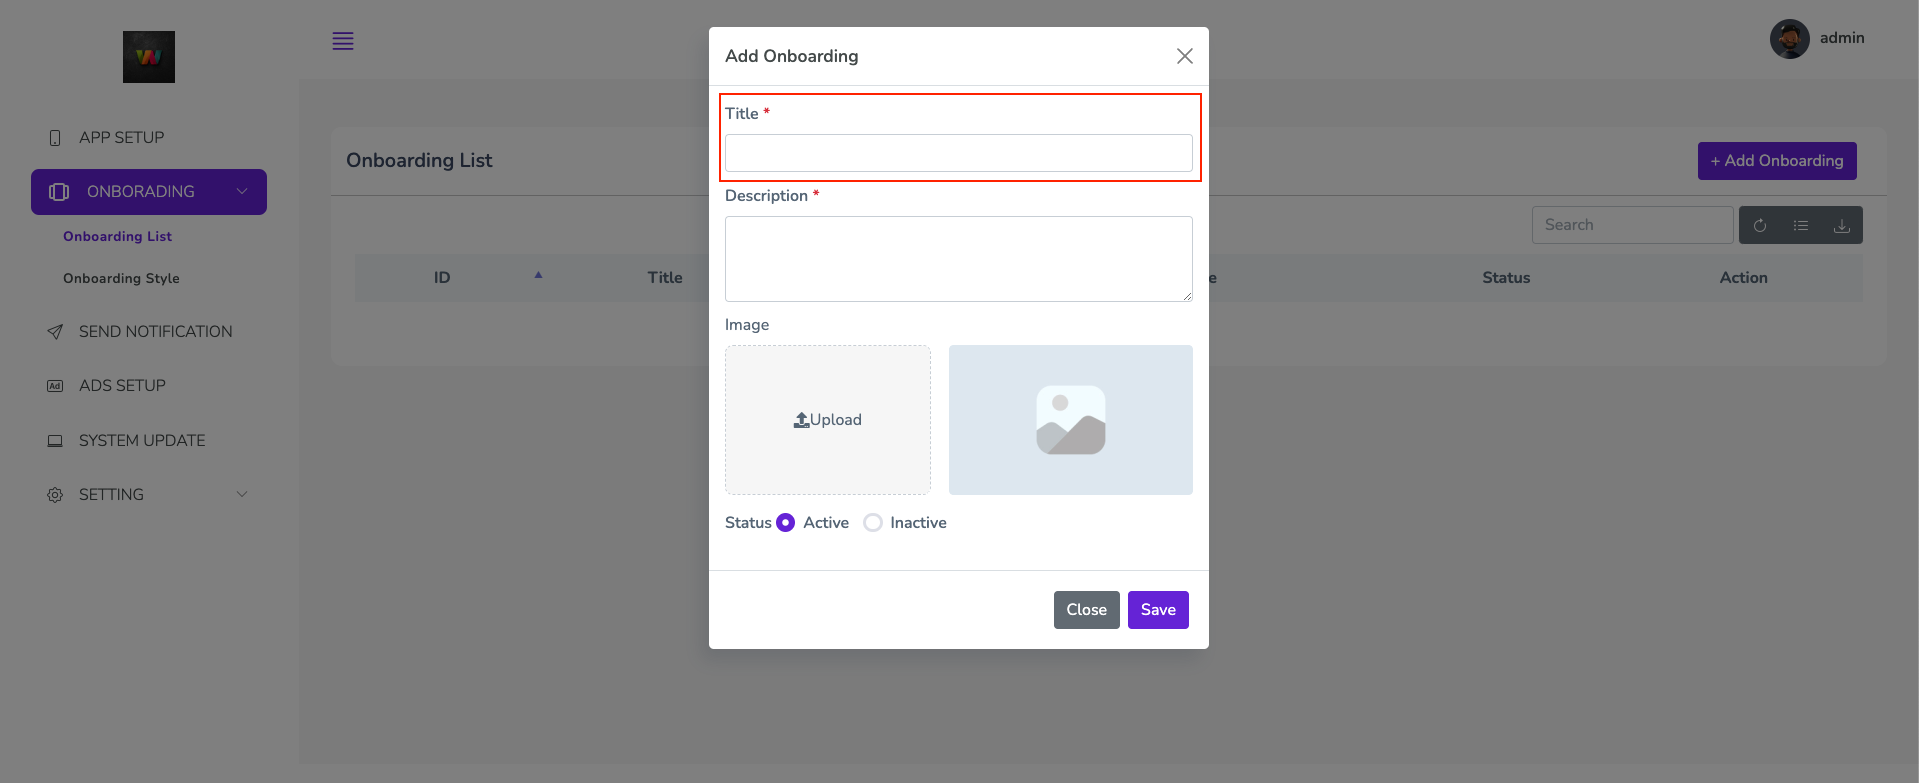 admin
APP SETUP
ONBORADING
Onboarding List
Onboarding Style
SEND NOTIFICATION
Ad ADS SETUP
SYSTEM UPDATE
SETTING
Onboarding List
+ Add Onboarding
Search
ID Title Status Action
Add Onboarding
Title *
Description *
Image
Upload
Status Active Inactive
Close Save